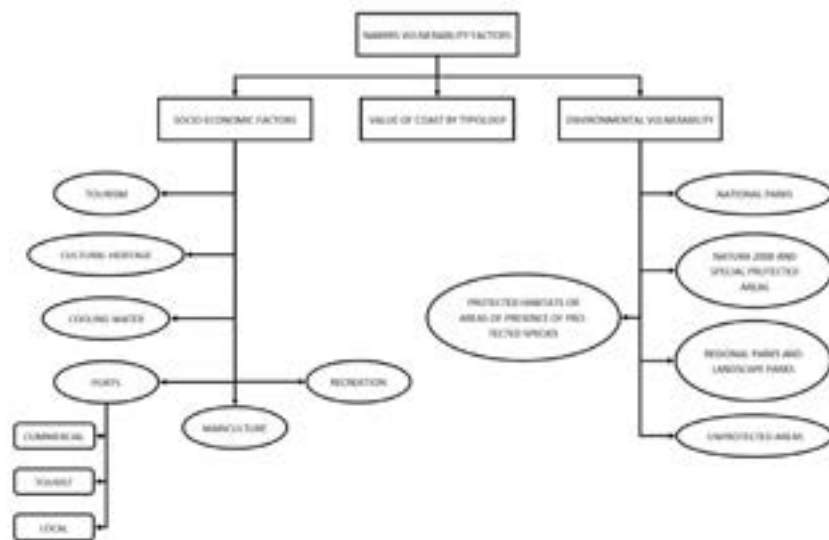 NAMIRS VULNERABILITY FACTORS
SOCIO-ECONOMIC FACTORS
VALUE OF COAST BY TYPOLOGY
ENVIRONMENTAL VULNERABILITY
TOURISM
NATIONAL PARKS
CULTURAL HERITAGE
NATURA 2000 AND
SPECIAL PROTECTED
AREAS
PROTECTED HABITATS OR
AREAS OF PRESENCE OF PRO-
TECTED SPECIES
COOLING WATER
REGIONAL PARKS AND
LANDSCAPE PARKS
PORTS
RECREATION
MARICULTURE
UNPROTECTED AREAS
COMMERCIAL
TOURIST
LOCAL